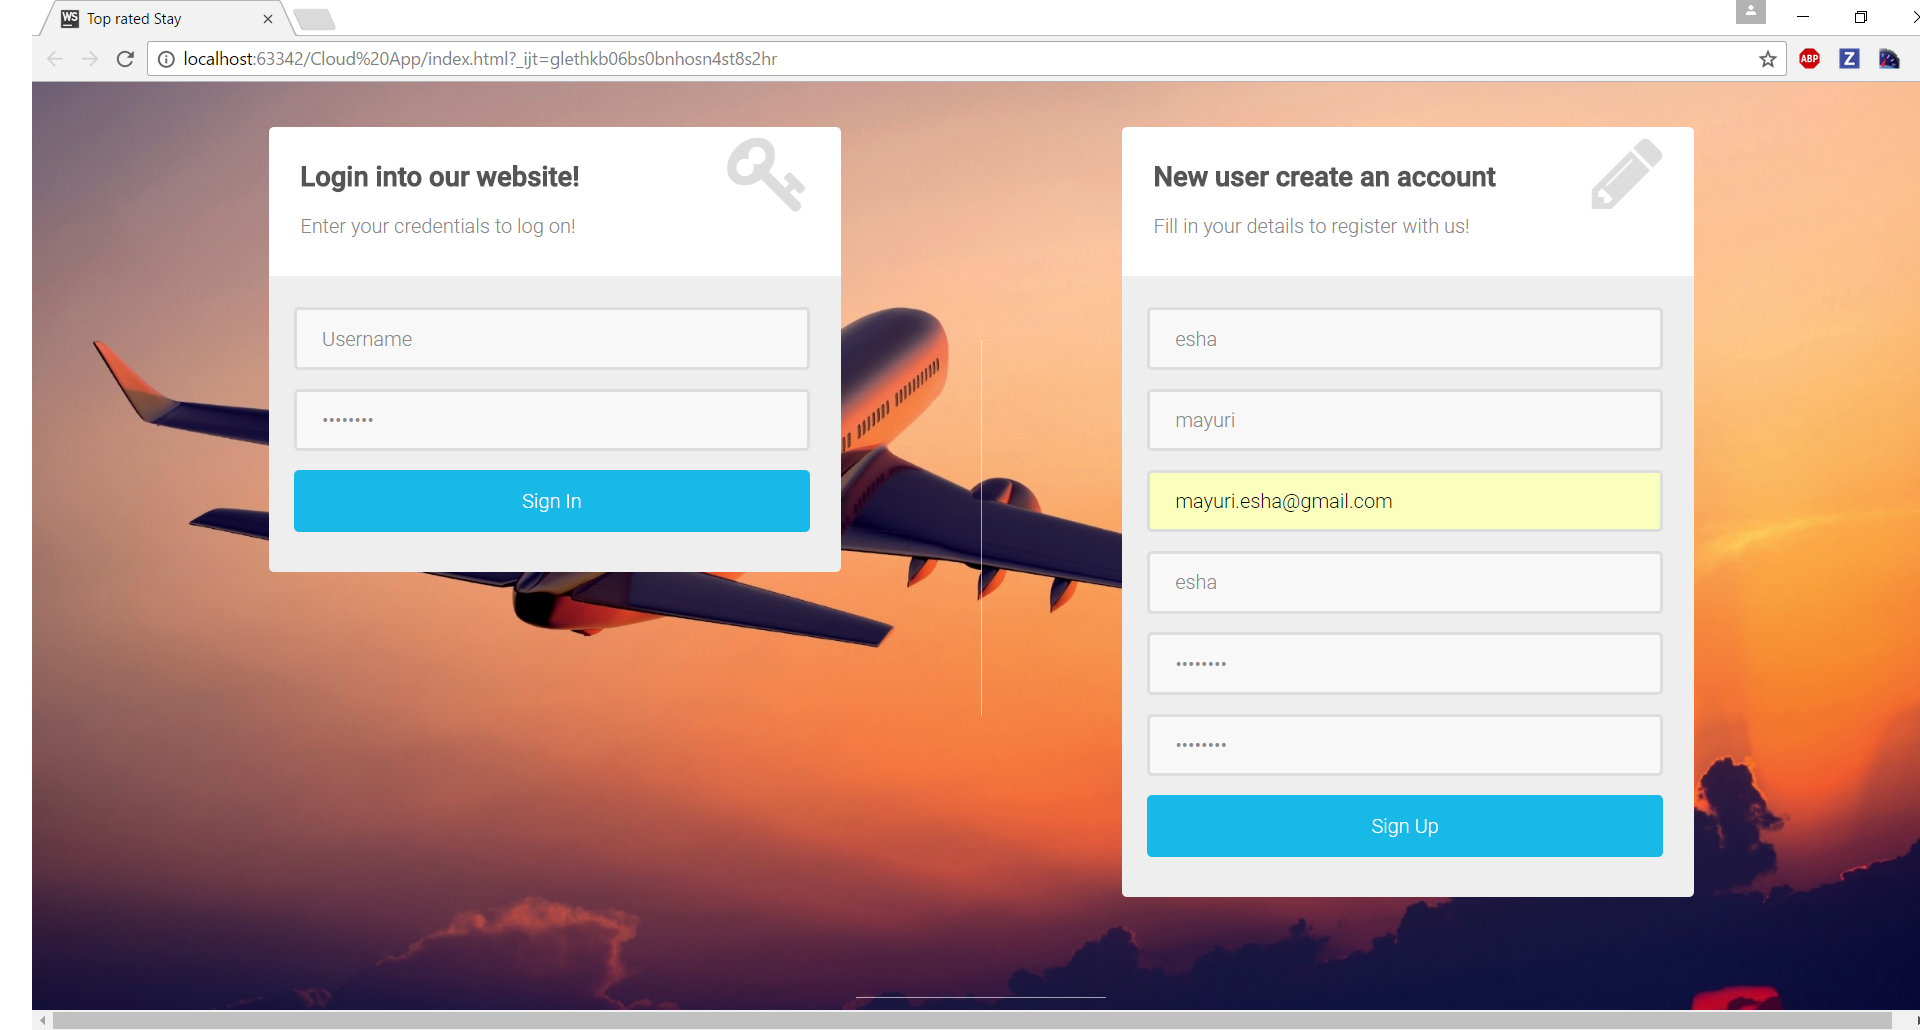 WS Top rated Stay
localhost:63342/Cloud%20App/index.html?_ijt=glethkb06bs0bnhosn4st8s2hr
ABP
Z
Login into our website!
Enter your credentials to log on!
Username
••••••••
Sign In
New user create an account
Fill in your details to register with us!
esha
mayuri
mayuri.esha@gmail.com
esha
••••••••
••••••••
Sign Up